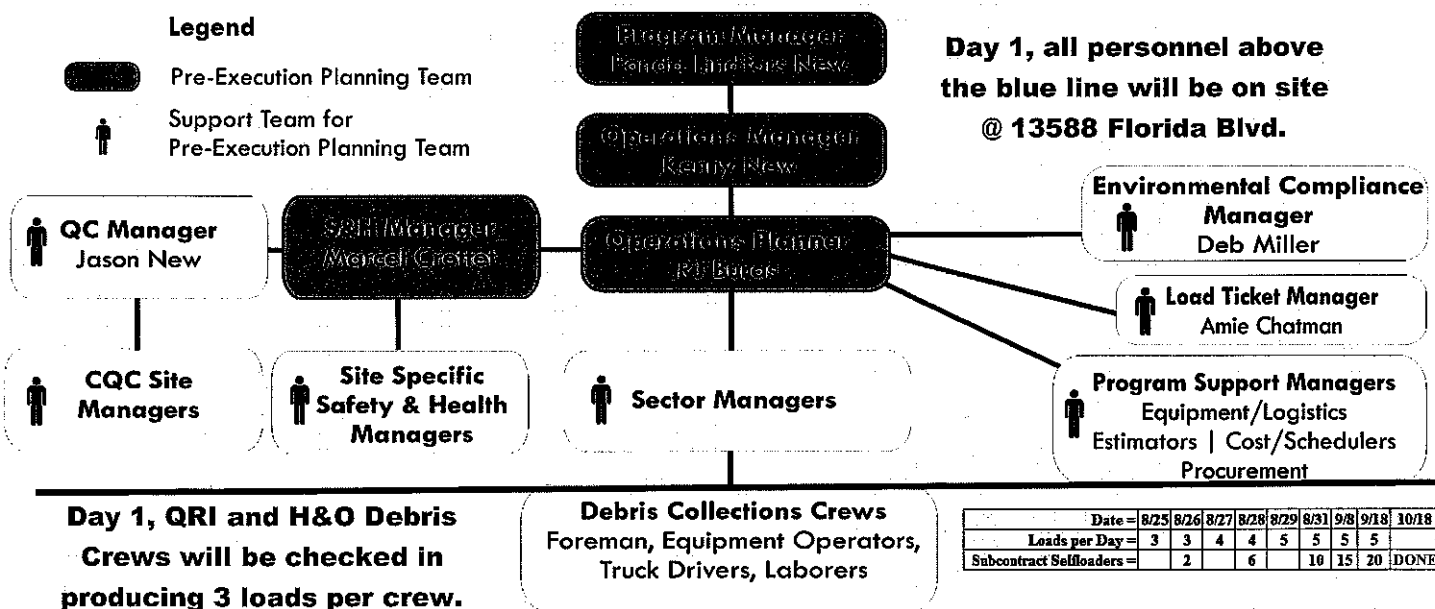 Legend
Pre-Execution Planning Team
Support Team for
Pre-Execution Planning Team
Program Manager
New
Operations Manager
Kenny New
Day 1, all personnel above
the blue line will be on site
@ 13588 Florida Blvd.
QC Manager
Jason New
S&H Manager
Marcel
Operations Planner
RJ
Environmental Compliance
Manager
Deb Miller
Load Ticket Manager
Amie Chatman
CQC Site
Managers
Site Specific
Safety & Health
Managers
Sector Managers
Program Support Managers
Equipment/Logistics
Estimators | Cost/Schedulers
Procurement
Day 1, QRI and H&O Debris
Crews will be checked in
producing 3 loads per crew.
Debris Collections Crews
Foreman, Equipment Operators,
Truck Drivers, Laborers
Date = 8/25 8/26 8/27 8/28 8/29 8/31 9/8 9/18 10/18
Loads per Day = 3 3 4 4 5 5 5 5
Subcontract Selfloaders = 2 6 10 15 20 DONE